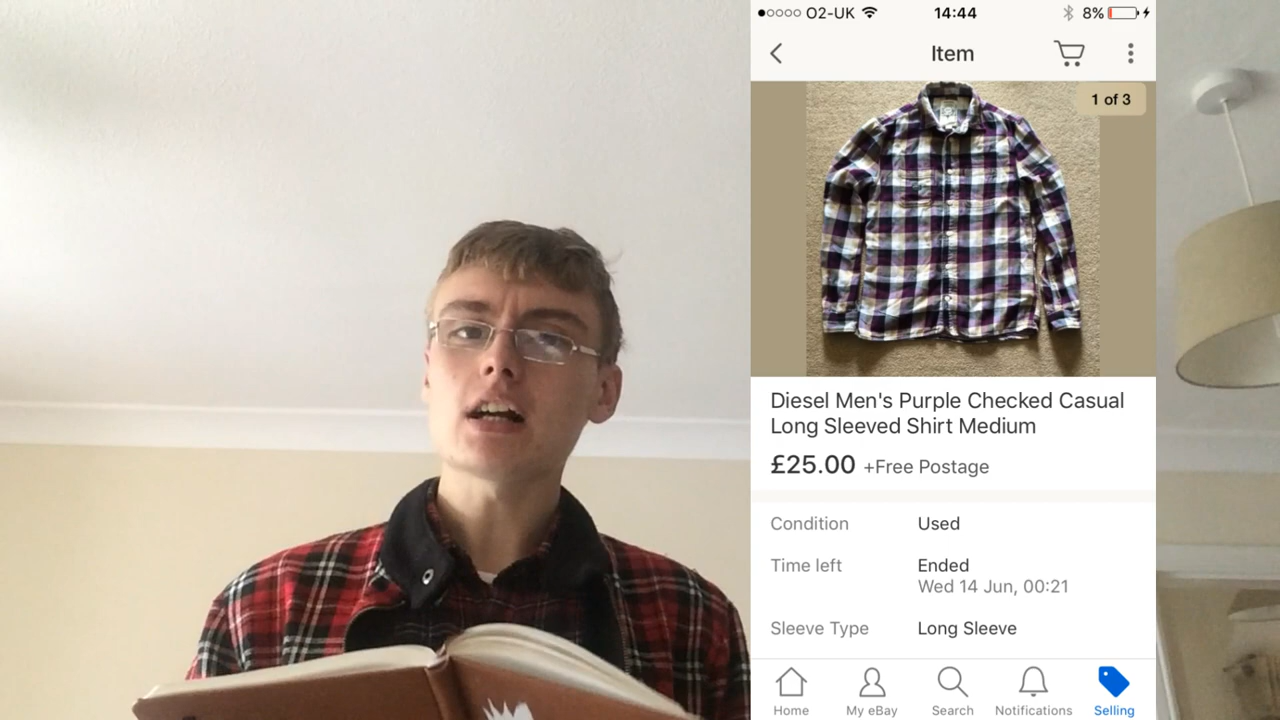 O2-UK 14:44 8%
Item
1 of 3
Diesel Men's Purple Checked Casual
Long Sleeved Shirt Medium
£25.00 +Free Postage
Condition Used
Time left Ended
Wed 14 Jun, 00:21
Sleeve Type Long Sleeve
Home My eBay Search Notifications Selling